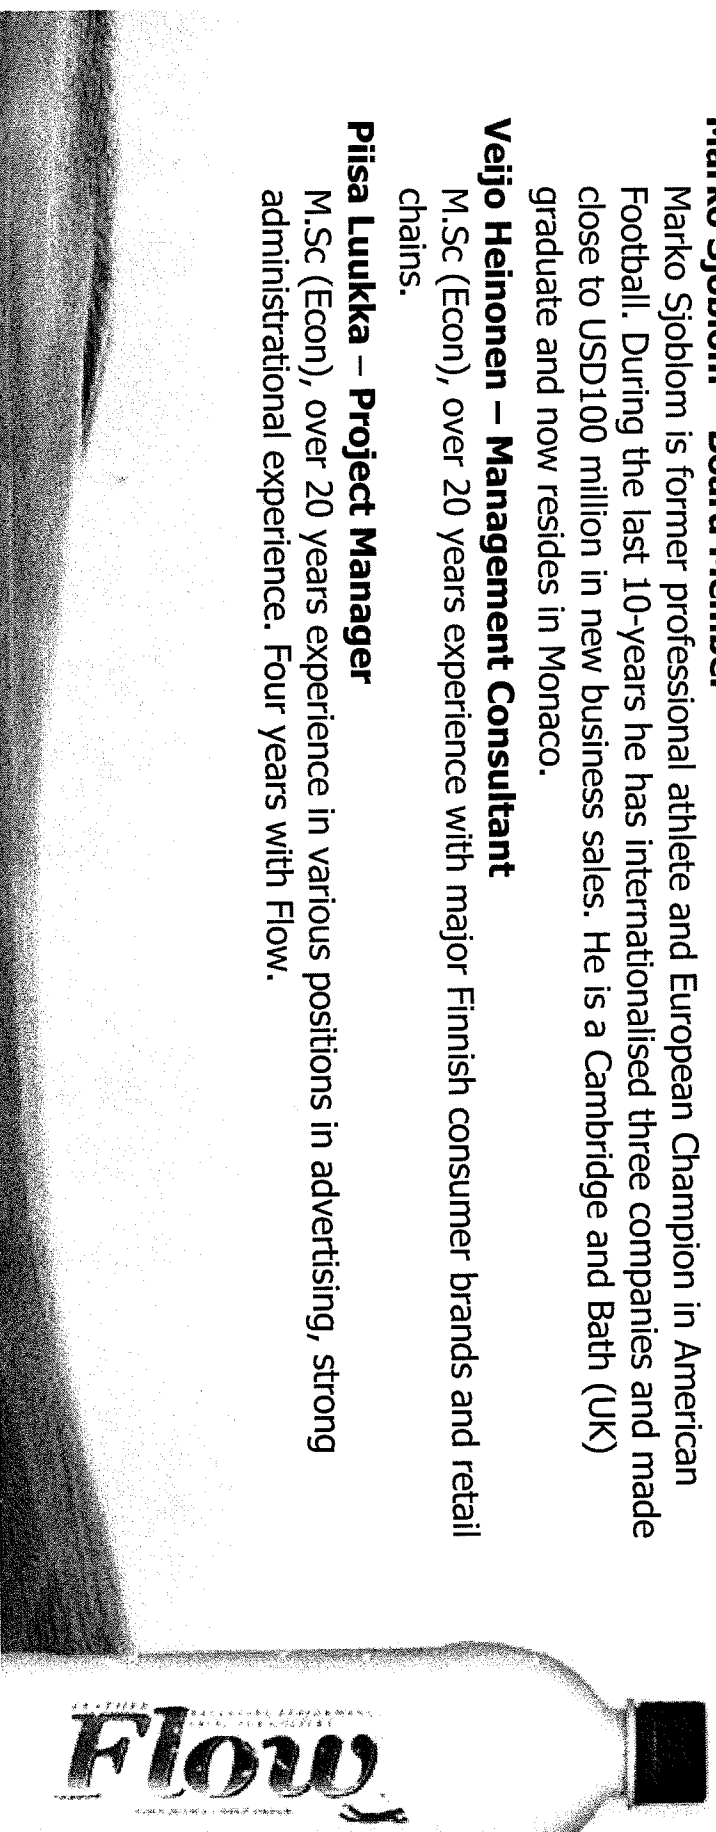 Marko Sjoblom – Board Member
Marko Sjoblom is former professional athlete and European Champion in American
Football. During the last 10-years he has internationalised three companies and made
close to USD100 million in new business sales. He is a Cambridge and Bath (UK)
graduate and now resides in Monaco.
Veijo Heinonen – Management Consultant
M.Sc (Econ), over 20 years experience with major Finnish consumer brands and retail
chains.
Piisa Luukka – Project Manager
M.Sc (Econ), over 20 years experience in various positions in advertising, strong
administrational experience. Four years with Flow.
Flow